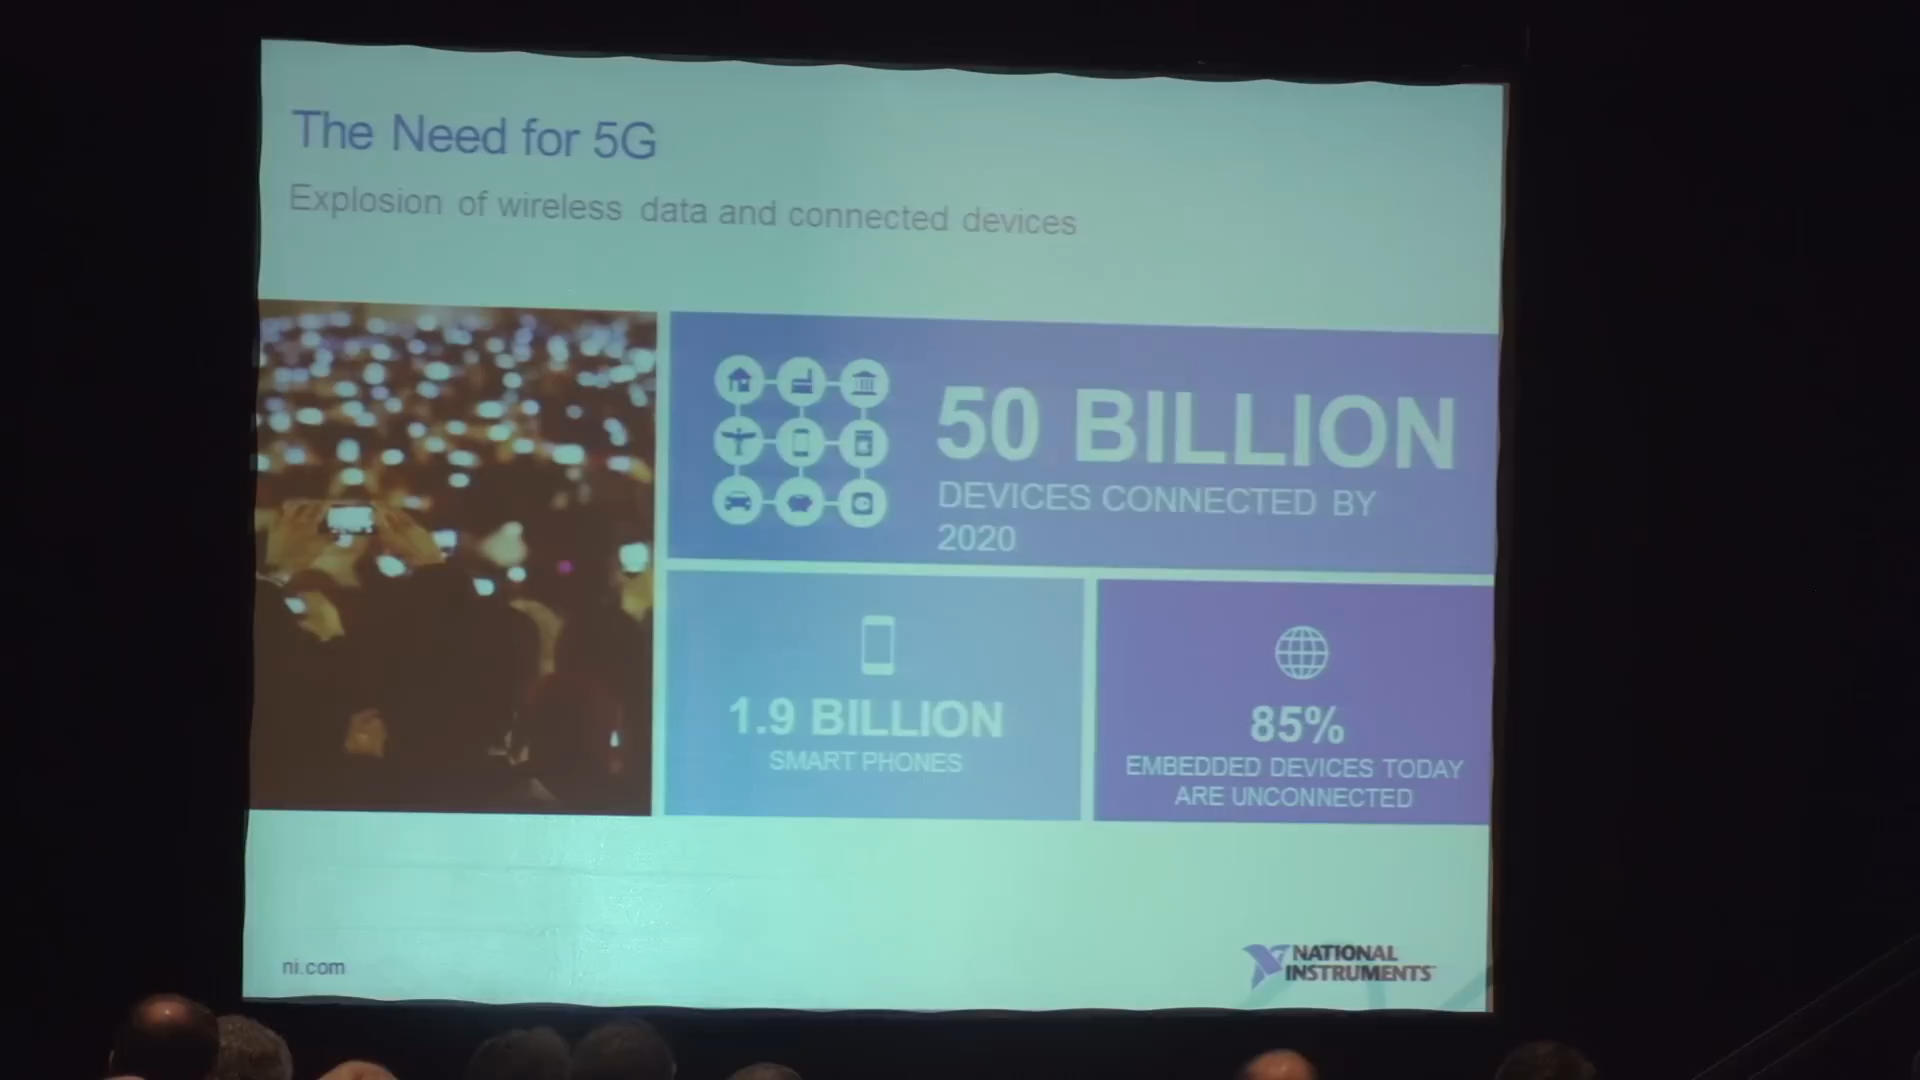 The Need for 5G
Explosion of wireless data and connected devices
50 BILLION
DEVICES CONNECTED BY
2020
1.9 BILLION
SMART PHONES
85%
EMBEDDED DEVICES TODAY
ARE UNCONNECTED
ni.com
NATIONAL
INSTRUMENTS